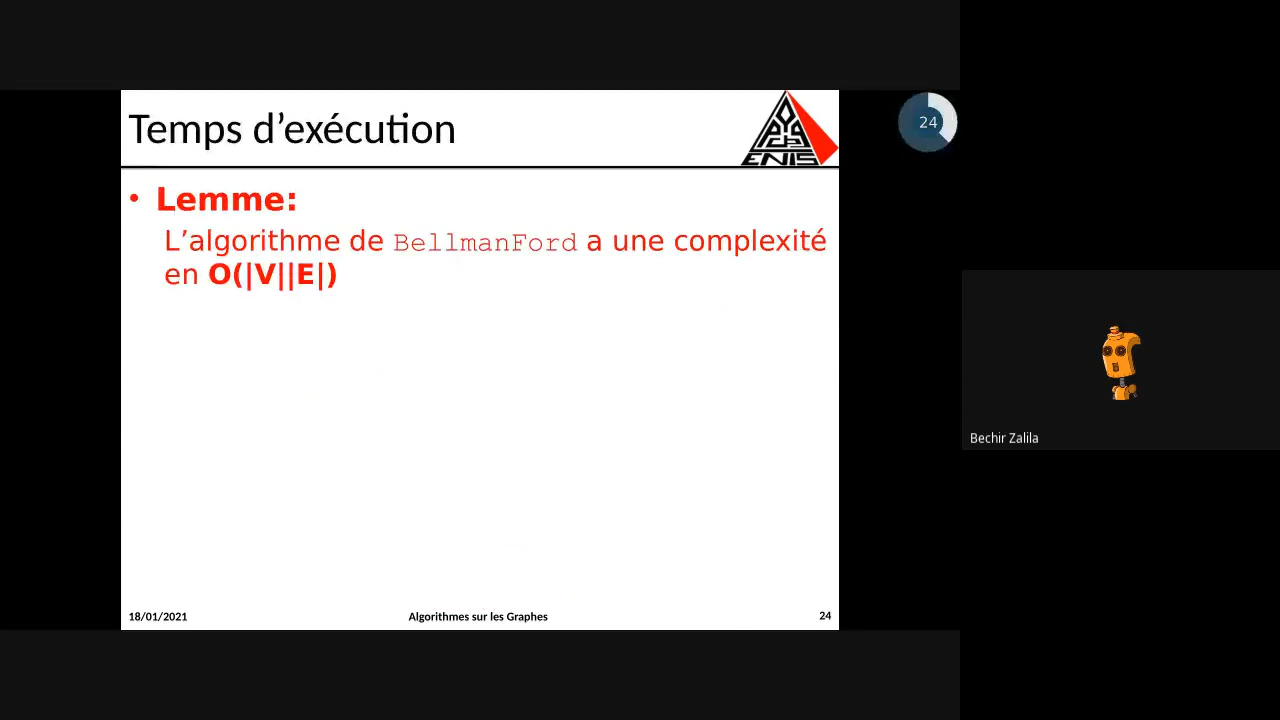 Temps d’exécution
ENIS
24
• Lemme:
L’algorithme de BellmanFord a une complexité
en O(|V||E|)
Bechir Zalila
18/01/2021 Algorithmes sur les Graphes 24